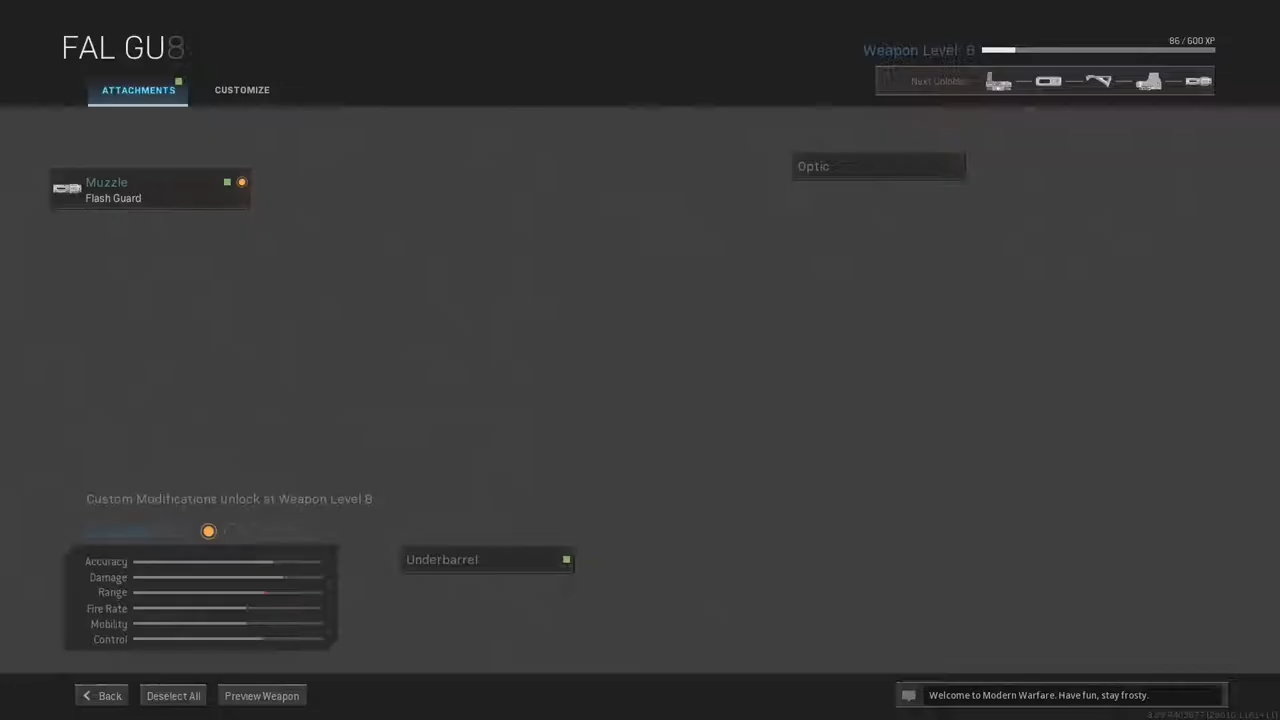 FAL GU8
Weapon Level: 8
86 / 600 XP
ATTACHMENTS
CUSTOMIZE
Next Unlocks
Muzzle
Flash Guard
Optic
Custom Modifications unlock at Weapon Level 8
Accuracy
Damage
Range
Fire Rate
Mobility
Control
Underbarrel
Back
Deselect All
Preview Weapon
Welcome to Modern Warfare. Have fun, stay frosty.